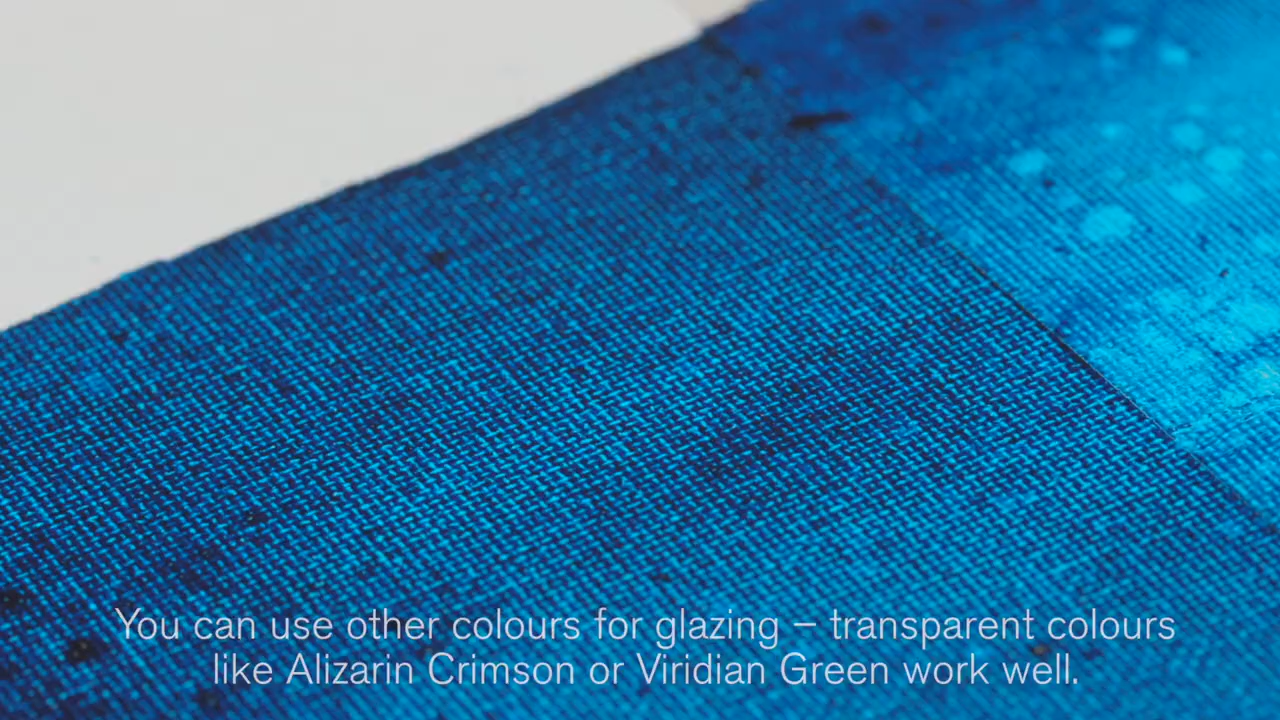 You can use other colours for glazing – transparent colours
like Alizarin Crimson or Viridian Green work well.